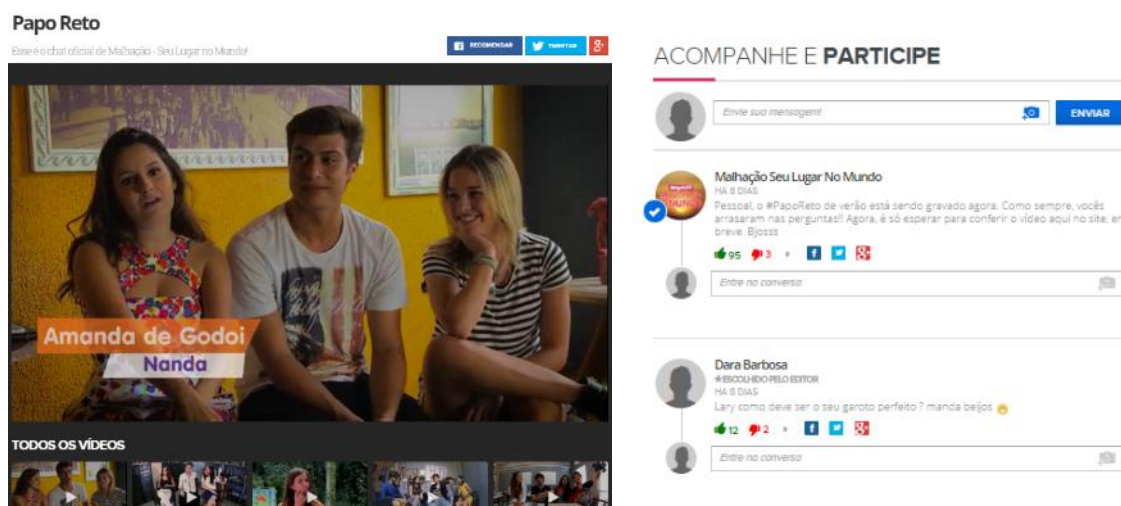 Papo Reto
Esse é o chat oficial de Malhação - Seu Lugar no Mundo!
RECOMENDAR
TWEETAR
Amanda de Godoi
Nanda
TODOS OS VÍDEOS
ACOMPANHE E PARTICIPE
Envie sua mensagem!
ENVIAR
Malhação Seu Lugar No Mundo
HÁ 8 DIAS
Pessoal, o #PapoReto de verão está sendo gravado agora. Como sempre, vocês
arrasaram nas perguntas!! Agora, é só esperar para conferir o vídeo aqui no site, em
breve. Bjosss
95 3
Entre na conversa
Dara Barbosa
ESCOLHIDO PELO EDITOR
HÁ 8 DIAS
Lary como deve ser o seu garoto perfeito ? manda beijos
12 2
Entre na conversa